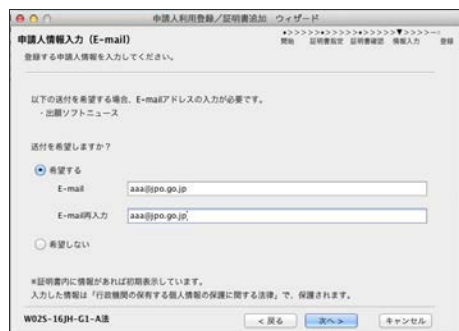 申請人利用登録／証明書追加 ウィザード
申請人情報入力（E-mail）
●>>>>>●>>>>>●>>>>>▼>>>>−○
開始 証明書設定 証明書確認 情報入力 登録
登録する申請人情報を入力してください。
以下の送付を希望する場合、E-mailアドレスの入力が必要です。
・出願ソフトニュース
送付を希望しますか？
希望する
E-mail aaa@jpo.go.jp
E-mail再入力 aaa@jpo.go.jp
希望しない
※証明書内に情報があれば初期表示しています。
入力した情報は「行政機関の保有する個人情報の保護に関する法律」で、保護されます。
W02S-16JH-G1-A法 < 戻る 次へ > キャンセル